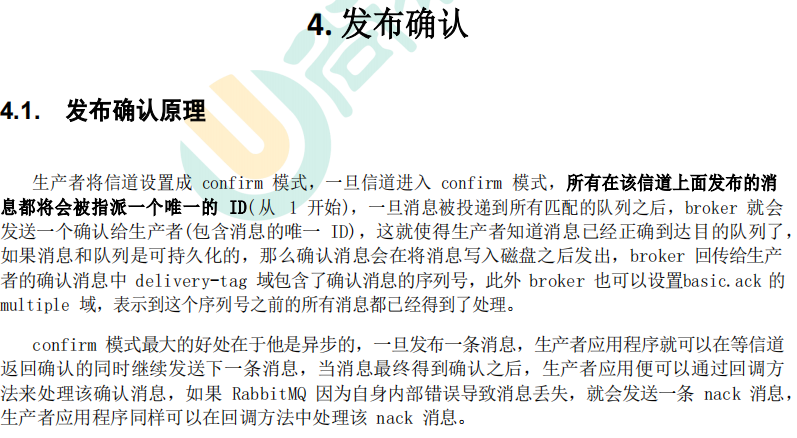 4. 发布确认
4.1. 发布确认原理
生产者将信道设置成 confirm 模式，一旦信道进入 confirm 模式，所有在该信道上面发布的消
息都将会被指派一个唯一的 ID(从 1 开始)，一旦消息被投递到所有匹配的队列之后，broker 就会
发送一个确认给生产者(包含消息的唯一 ID)，这就使得生产者知道消息已经正确到达目的队列了，
如果消息和队列是可持久化的，那么确认消息会在将消息写入磁盘之后发出，broker 回传给生产
者的确认消息中 delivery-tag 域包含了确认消息的序列号，此外 broker 也可以设置basic.ack 的
multiple 域，表示到这个序列号之前的所有消息都已经得到了处理。
confirm 模式最大的好处在于他是异步的，一旦发布一条消息，生产者应用程序就可以在等信道
返回确认的同时继续发送下一条消息，当消息最终得到确认之后，生产者应用便可以通过回调方
法来处理该确认消息，如果 RabbitMQ 因为自身内部错误导致消息丢失，就会发送一条 nack 消息，
生产者应用程序同样可以在回调方法中处理该 nack 消息。